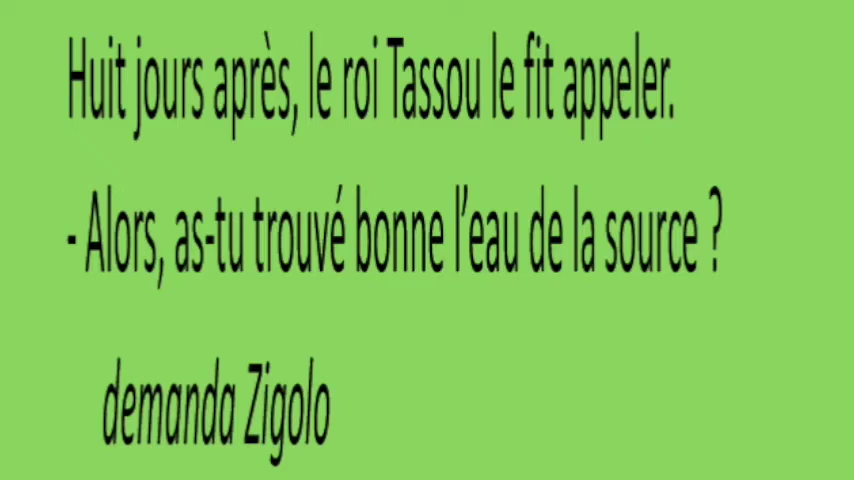 Huit jours après, le roi Tassou le fit appeler.
- Alors, as-tu trouvé bonne l’eau de la source ?
demanda Zigolo